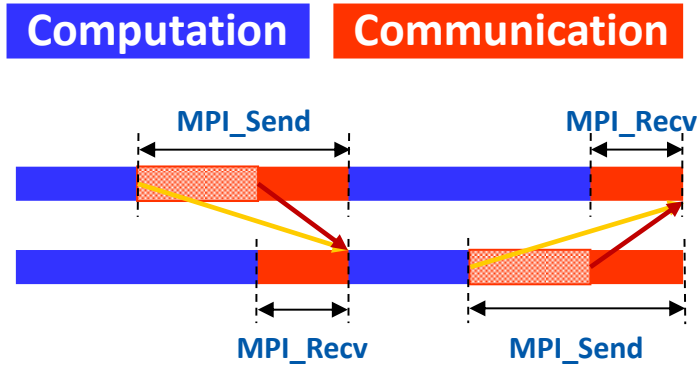 Computation Communication
MPI_Send MPI_Recv
MPI_Recv MPI_Send